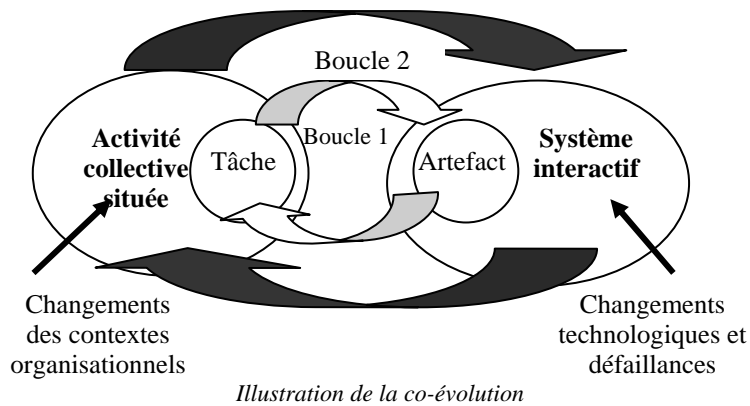 Boucle 2
Boucle 1
Activité
collective
située
Tâche
Artefact
Système
interactif
Changements
des contextes
organisationnels
Changements
technologiques et
défaillances
Illustration de la co-évolution